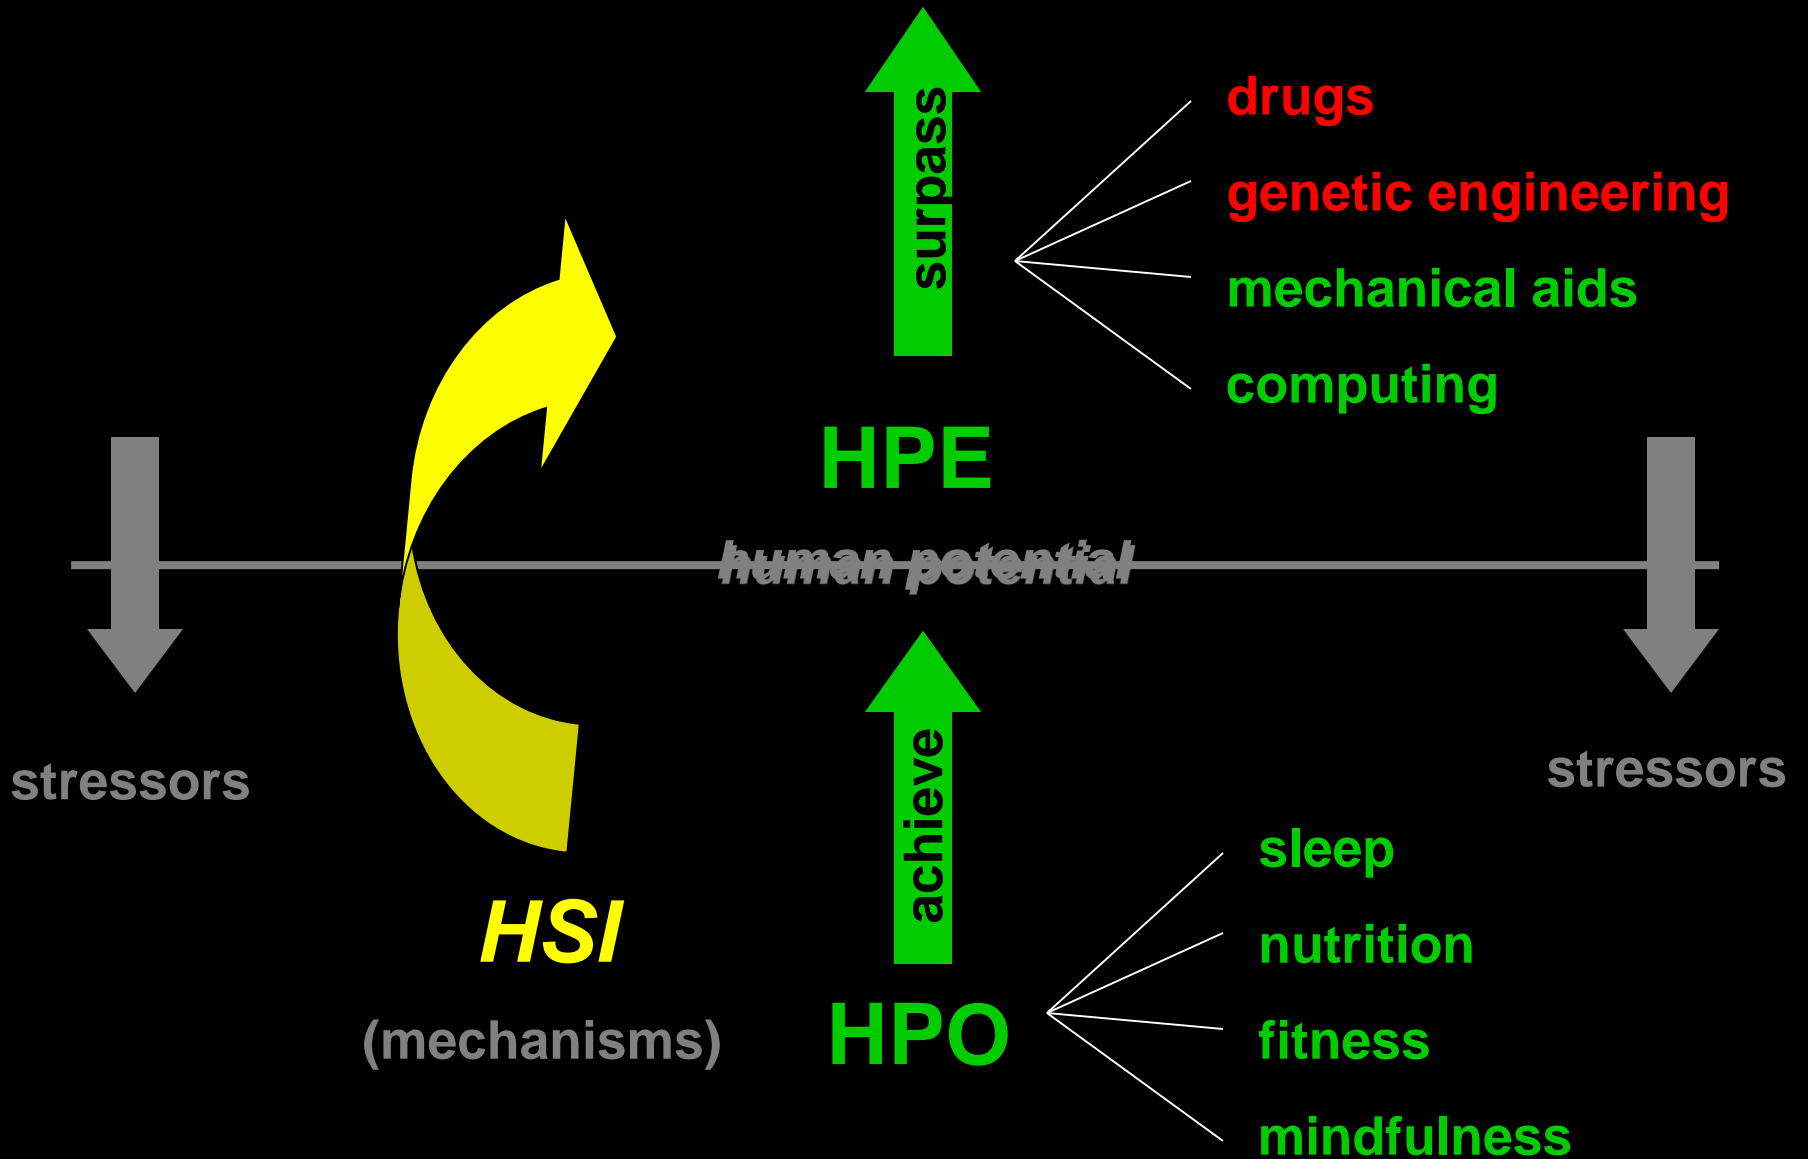 surpass
drugs
genetic engineering
mechanical aids
computing
HPE
human potential
stressors
stressors
achieve
sleep
nutrition
fitness
mindfulness
HSI
(mechanisms)
HPO